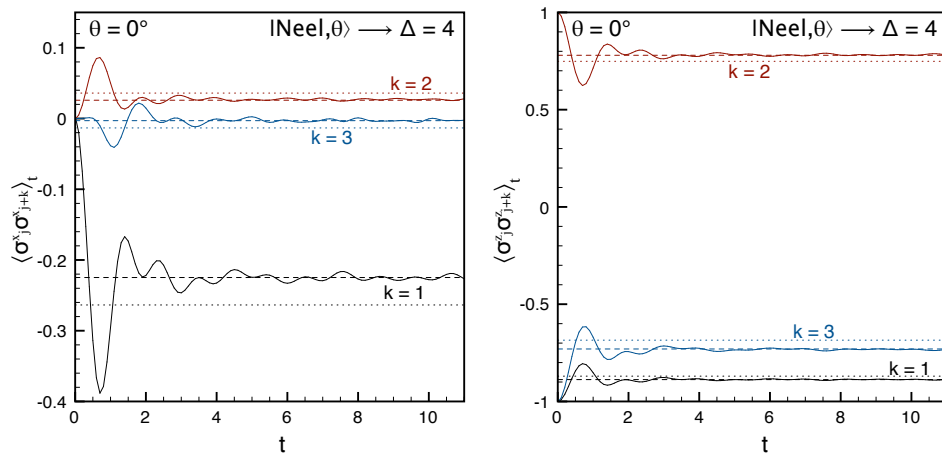 θ = 0° |Neel,θ⟩ ⟶ Δ = 4
0.1
0
-0.1
-0.2
-0.3
-0.4
k = 2
k = 3
k = 1
⟨σˣⱼσˣⱼ₊ₖ⟩ₜ
0 2 4 6 8 10
t
θ = 0° |Neel,θ⟩ ⟶ Δ = 4
1
0.5
0
-0.5
-1
k = 2
k = 3
k = 1
⟨σᶻⱼσᶻⱼ₊ₖ⟩ₜ
0 2 4 6 8 10
t